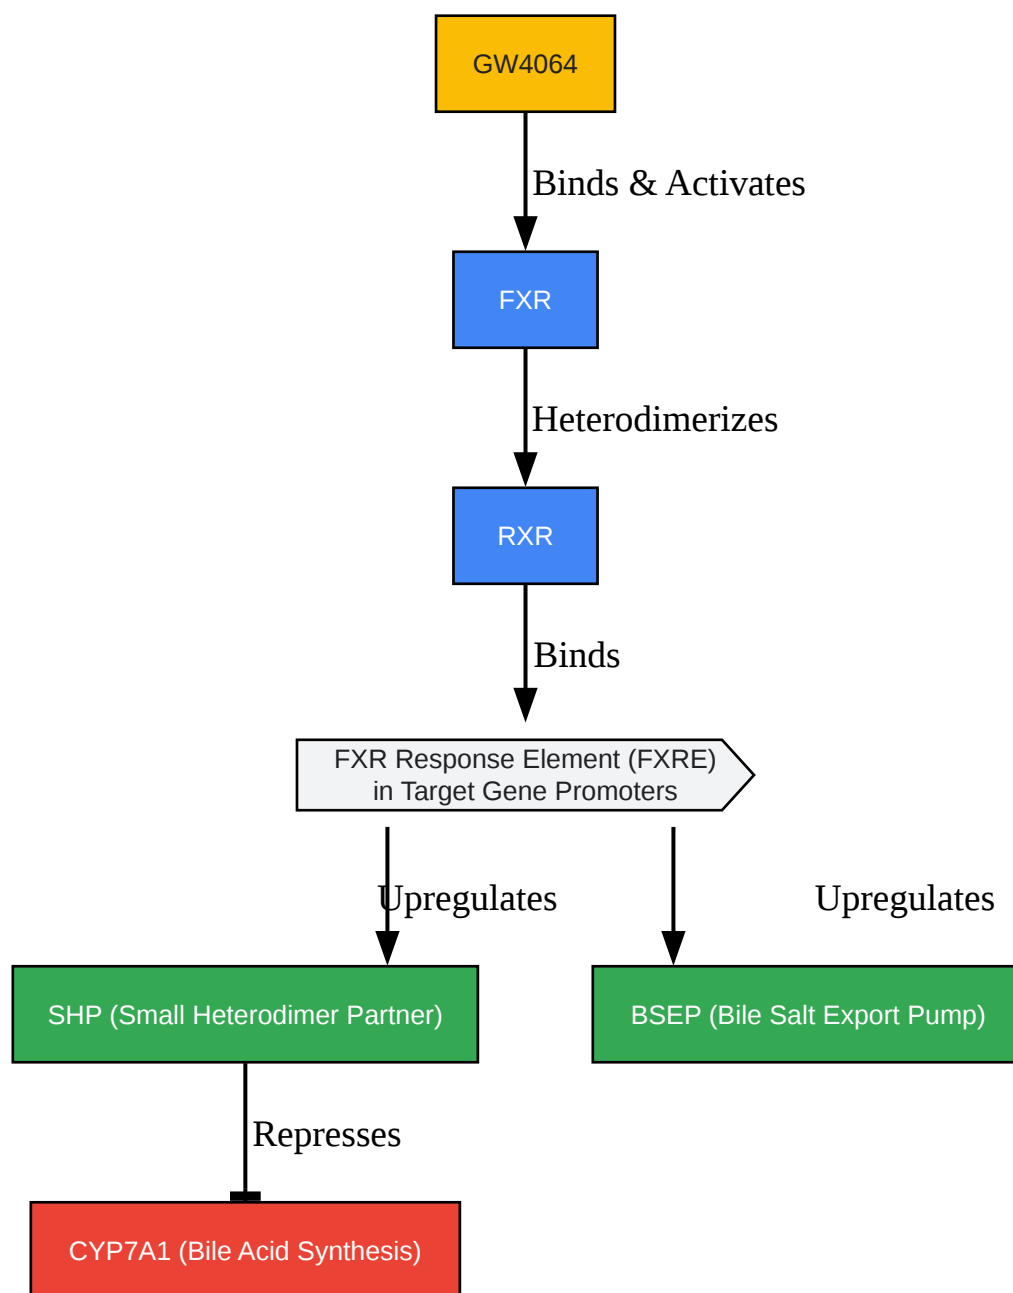 GW4064
Binds & Activates
FXR
Heterodimerizes
RXR
Binds
FXR Response Element (FXRE)
in Target Gene Promoters
Upregulates
Upregulates
SHP (Small Heterodimer Partner)
BSEP (Bile Salt Export Pump)
Represses
CYP7A1 (Bile Acid Synthesis)